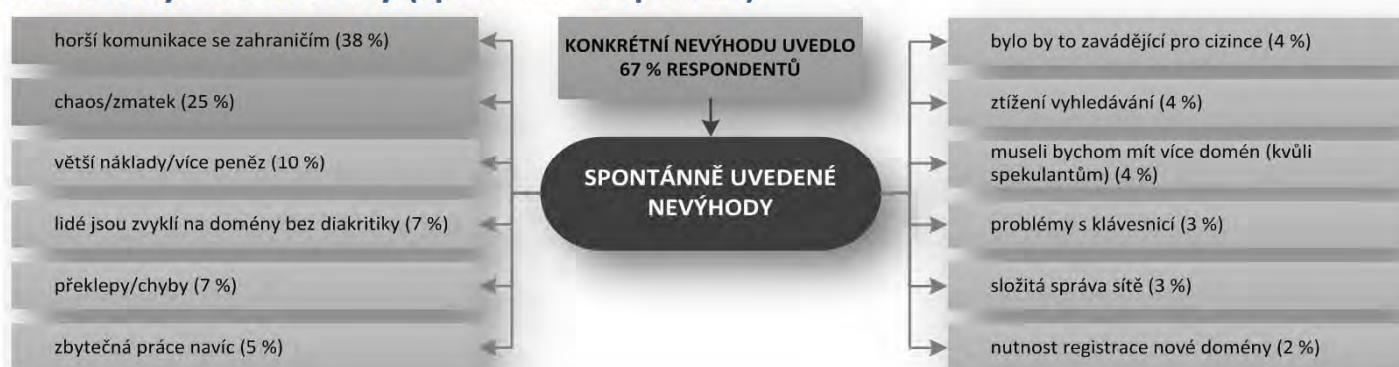 horší komunikace se zahraničím (38 %)
chaos/zmatek (25 %)
větší náklady/více peněz (10 %)
lidé jsou zvyklí na domény bez diakritiky (7 %)
překlepy/chyby (7 %)
zbytečná práce navíc (5 %)
KONKRÉTNÍ NEVÝHODU UVEDLO
67 % RESPONDENTŮ
SPONTÁNNĚ UVEDENÉ
NEVÝHODY
bylo by to zavádějící pro cizince (4 %)
ztížení vyhledávání (4 %)
museli bychom mít více domén (kvůli
spekulantům) (4 %)
problémy s klávesnicí (3 %)
složitá správa sítě (3 %)
nutnost registrace nové domény (2 %)